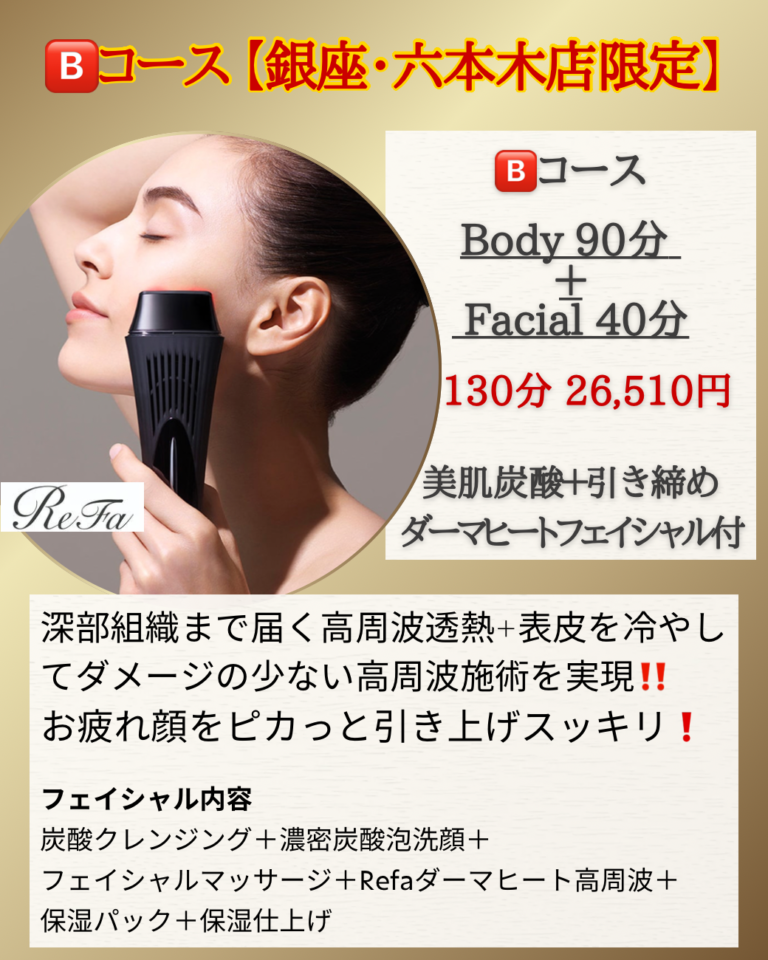 🅱コース【銀座・六本木店限定】
🅱コース
Body 90分
＋
Facial 40分
130分 26,510円
美肌炭酸＋引き締め
ダーマヒートフェイシャル付
ReFa
深部組織まで届く高周波透熱+表皮を冷やし
てダメージの少ない高周波施術を実現‼
お疲れ顔をピカっと引き上げスッキリ❗
フェイシャル内容
炭酸クレンジング＋濃密炭酸泡洗顔＋
フェイシャルマッサージ＋Refaダーマヒート高周波＋
保湿パック＋保湿仕上げ